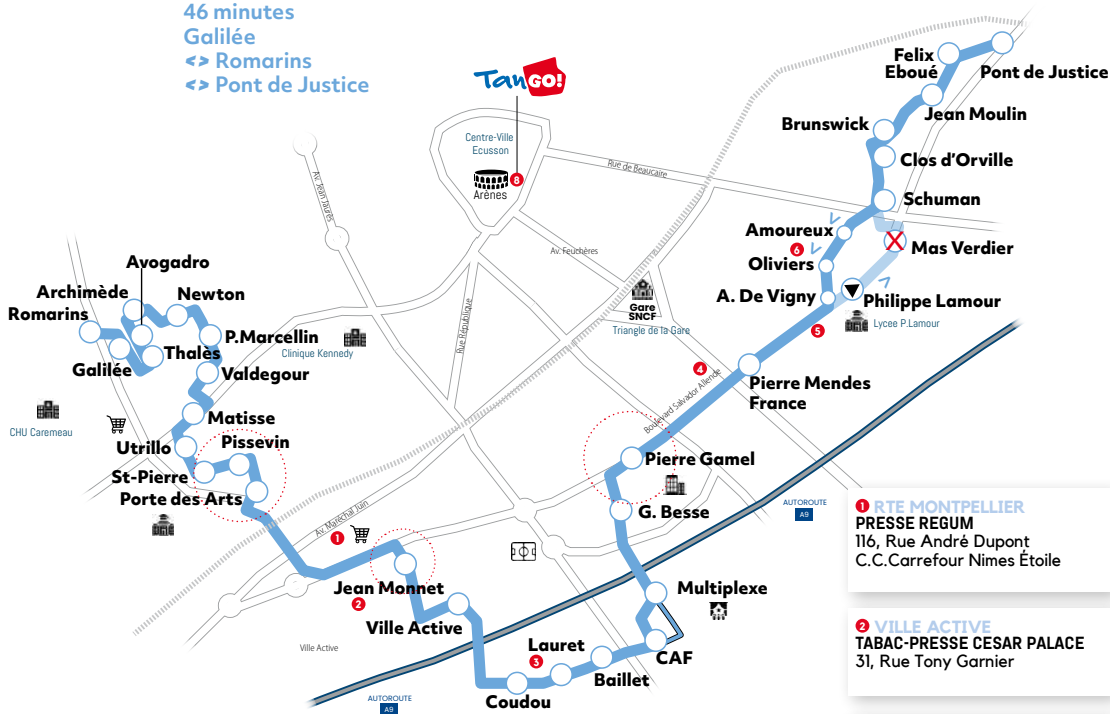 46 minutes
Galilée
<> Romarins
<> Pont de Justice
TanGO!
Centre-Ville
Ecusson
8
Arènes
Av. Jean Jaurès
Rue de Beaucaire
Av. Feuchères
Rue République
Felix
Eboué
Pont de Justice
Jean Moulin
Brunswick
Clos d'Orville
Schuman
Amoureux
6
Mas Verdier
Oliviers
A. De Vigny
Philippe Lamour
Lycee P.Lamour
5
Gare
SNCF
Triangle de la Gare
4
Pierre Mendes
France
Boulevard Salvador Allende
Avogadro
Archimède
Newton
Romarins
P.Marcellin
Thalès
Galilée
Clinique Kennedy
Valdegour
CHU Caremeau
Matisse
Utrillo
Pissevin
St-Pierre
Porte des Arts
Av. Maréchal Juin
1
Pierre Gamel
G. Besse
AUTOROUTE
A9
Jean Monnet
2
Ville Active
Ville Active
Multiplexe
Lauret
3
CAF
Baillet
Coudou
AUTOROUTE
A9
1 RTE MONTPELLIER
PRESSE REGUM
116, Rue André Dupont
C.C.Carrefour Nimes Étoile
2 VILLE ACTIVE
TABAC-PRESSE CESAR PALACE
31, Rue Tony Garnier